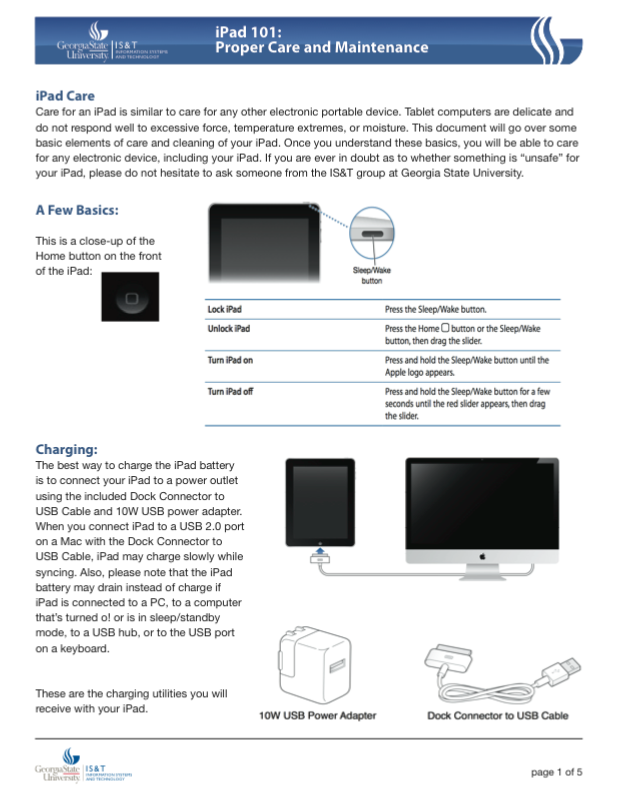 GeorgiaState
University
IS&T
INFORMATION SYSTEMS
AND TECHNOLOGY
iPad 101:
Proper Care and Maintenance
iPad Care
Care for an iPad is similar to care for any other electronic portable device. Tablet computers are delicate and
do not respond well to excessive force, temperature extremes, or moisture. This document will go over some
basic elements of care and cleaning of your iPad. Once you understand these basics, you will be able to care
for any electronic device, including your iPad. If you are ever in doubt as to whether something is “unsafe” for
your iPad, please do not hesitate to ask someone from the IS&T group at Georgia State University.
A Few Basics:
This is a close-up of the
Home button on the front
of the iPad:
Sleep/Wake
button
Lock iPad Press the Sleep/Wake button.
Unlock iPad Press the Home button or the Sleep/Wake
button, then drag the slider.
Turn iPad on Press and hold the Sleep/Wake button until the
Apple logo appears.
Turn iPad off Press and hold the Sleep/Wake button for a few
seconds until the red slider appears, then drag
the slider.
Charging:
The best way to charge the iPad battery
is to connect your iPad to a power outlet
using the included Dock Connector to
USB Cable and 10W USB power adapter.
When you connect iPad to a USB 2.0 port
on a Mac with the Dock Connector to
USB Cable, iPad may charge slowly while
syncing. Also, please note that the iPad
battery may drain instead of charge if
iPad is connected to a PC, to a computer
that’s turned o! or is in sleep/standby
mode, to a USB hub, or to the USB port
on a keyboard.
These are the charging utilities you will
receive with your iPad.
10W USB Power Adapter
Dock Connector to USB Cable
GeorgiaState
University
IS&T
INFORMATION SYSTEMS
AND TECHNOLOGY
page 1 of 5